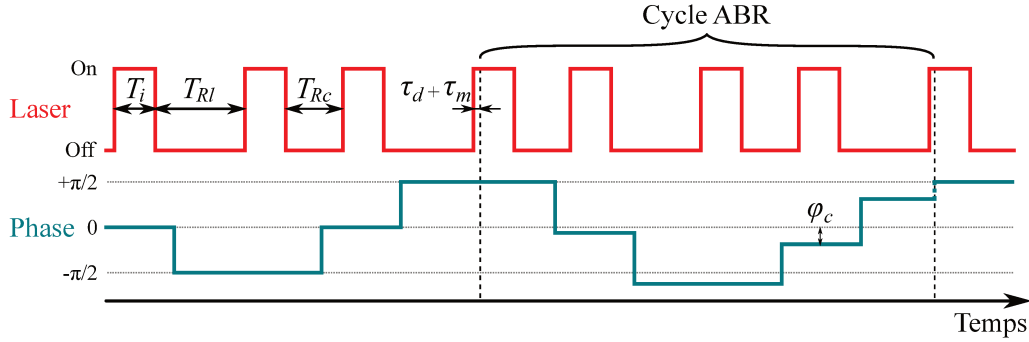 Cycle ABR
On
Laser
T_i
T_Rl
T_Rc
τ_d + τ_m
Off
+π/2
Phase
0
φ_c
-π/2
Temps